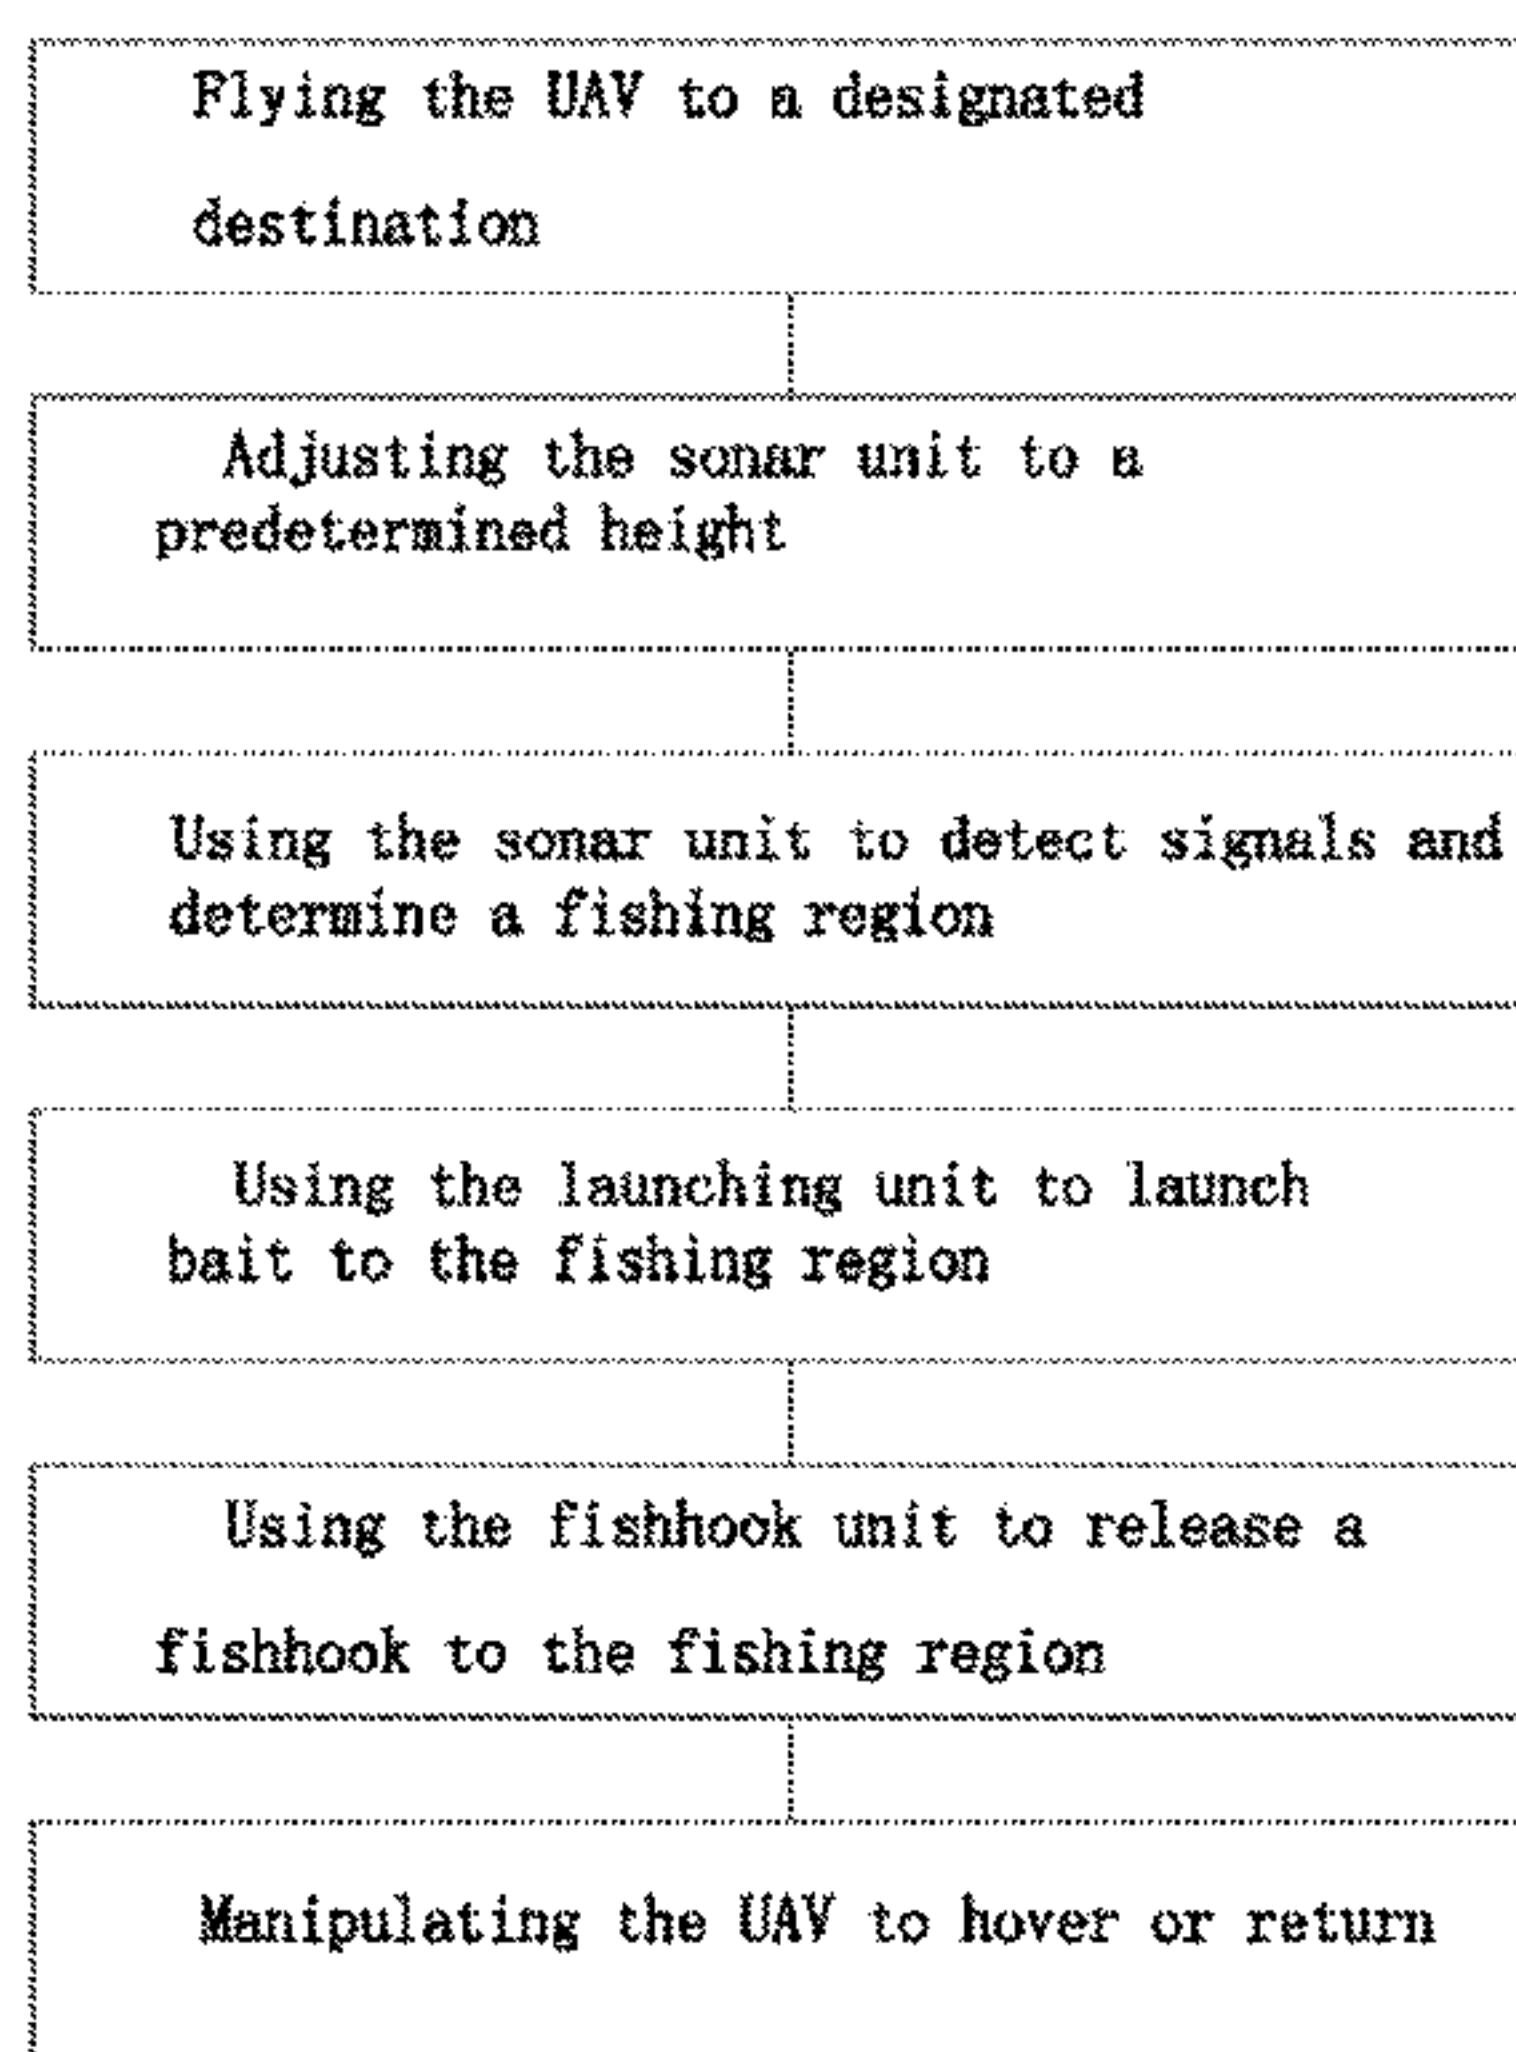 Flying the UAV to a designated
destination
Adjusting the sonar unit to a
predetermined height
Using the sonar unit to detect signals and
determine a fishing region
Using the launching unit to launch
bait to the fishing region
Using the fishhook unit to release a
fishhook to the fishing region
Manipulating the UAV to hover or return